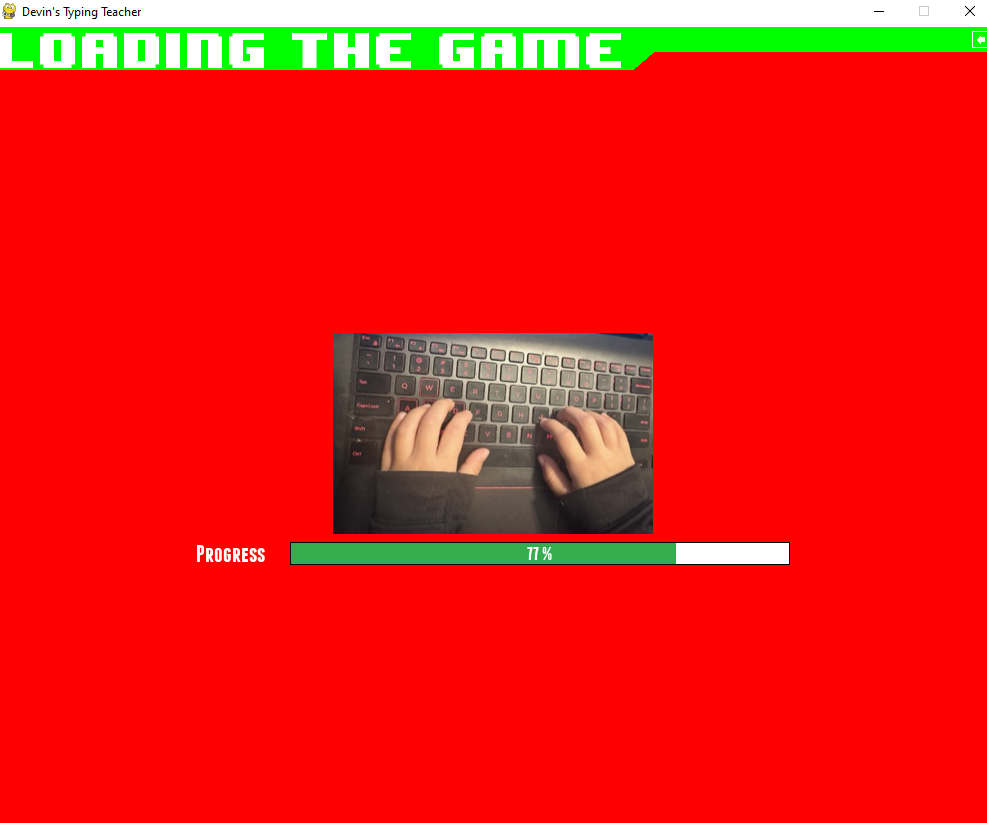 Devin's Typing Teacher
LOADING THE GAME
Progress
77 %